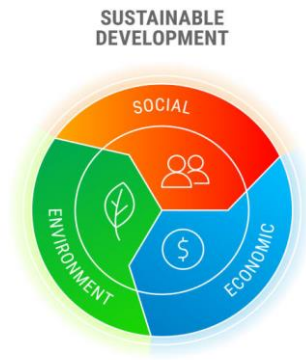 SUSTAINABLE
DEVELOPMENT
SOCIAL
ENVIRONMENT
$
ECONOMIC